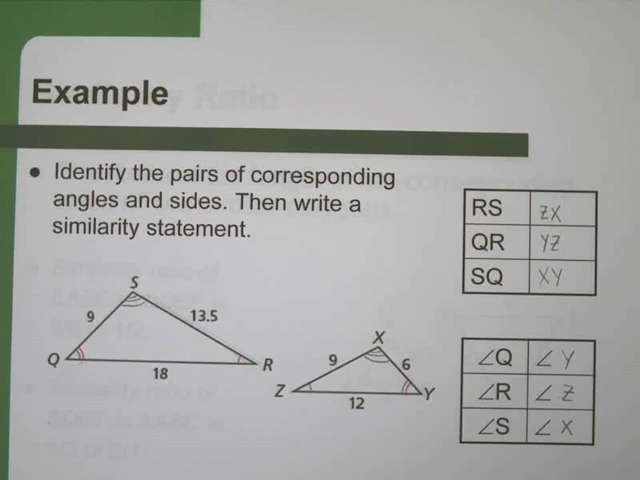 Example
• Identify the pairs of corresponding
angles and sides. Then write a
similarity statement.
RS ZX
QR YZ
SQ XY
S
9 13.5
Q R
18
X
9 6
Z Y
12
∠Q ∠Y
∠R ∠Z
∠S ∠X